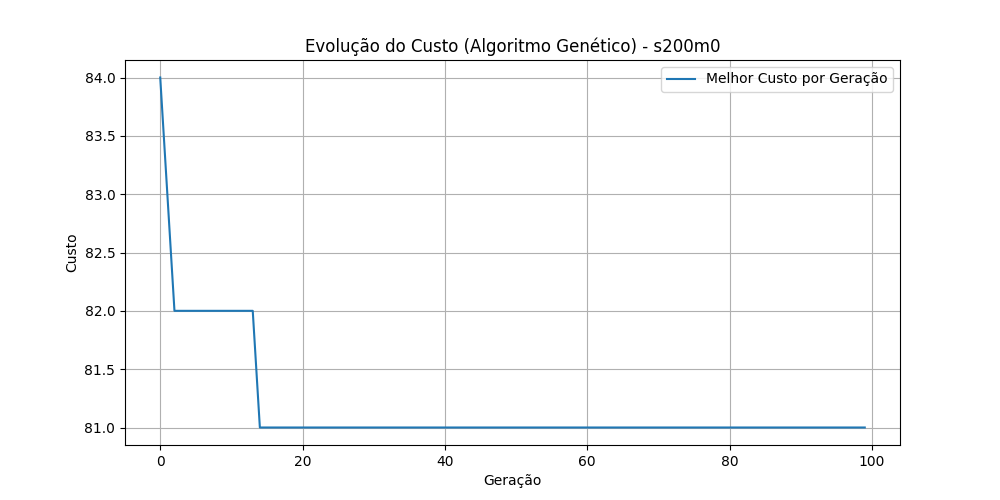 Evolução do Custo (Algoritmo Genético) - s200m0
Melhor Custo por Geração
84.0
83.5
83.0
82.5
82.0
81.5
81.0
Custo
0 20 40 60 80 100
Geração